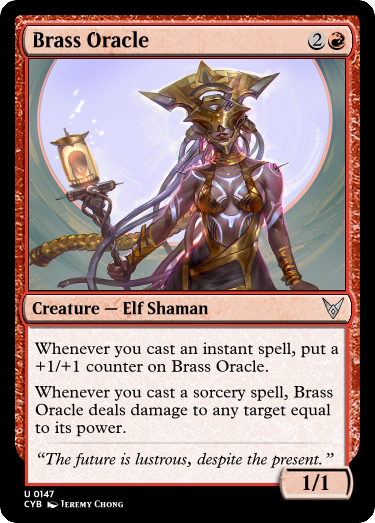 Brass Oracle 2
Creature — Elf Shaman
Whenever you cast an instant spell, put a
+1/+1 counter on Brass Oracle.
Whenever you cast a sorcery spell, Brass
Oracle deals damage to any target equal
to its power.
“The future is lustrous, despite the present.”
1/1
U 0147
CYB Jeremy Chong